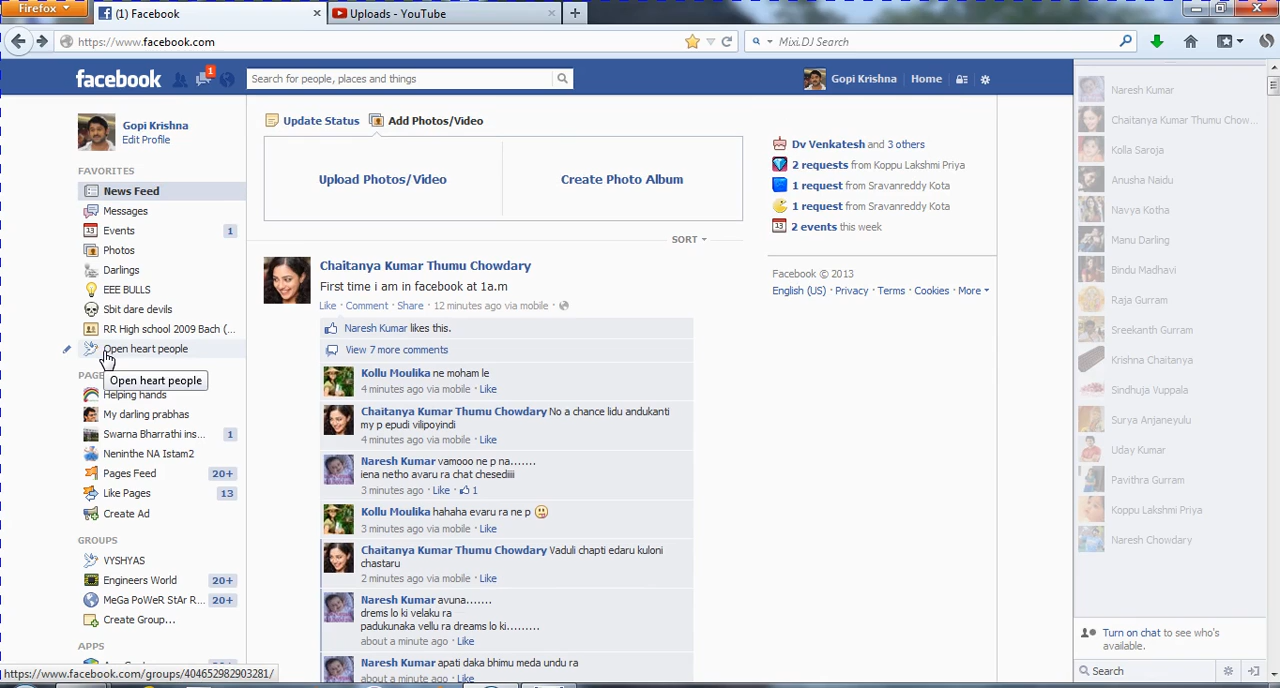 Firefox
(1) Facebook
Uploads - YouTube
https://www.facebook.com
Mixi.DJ Search
facebook
1
Search for people, places and things
Gopi Krishna
Home
Gopi Krishna
Edit Profile
FAVORITES
News Feed
Messages
Events 1
Photos
Darlings
EEE BULLS
Sbit dare devils
RR High school 2009 Bach (...
Open heart people
Open heart people
Helping hands
My darling prabhas
Swarna Bharrathi ins... 1
Neninthe NA Istam2
Pages Feed 20+
Like Pages 13
Create Ad
GROUPS
VYSHYAS
Engineers World 20+
MeGa PoWeR StAr R... 20+
Create Group...
APPS
https://www.facebook.com/groups/404652982903281/
Update Status
Add Photos/Video
Upload Photos/Video
Create Photo Album
SORT
Chaitanya Kumar Thumu Chowdary
First time i am in facebook at 1a.m
Like · Comment · Share · 12 minutes ago via mobile ·
Naresh Kumar likes this.
View 7 more comments
Kollu Moulika ne moham le
4 minutes ago via mobile · Like
Chaitanya Kumar Thumu Chowdary No a chance lidu andukanti
my p epudi vilipoyindi
4 minutes ago via mobile · Like
Naresh Kumar vamooo ne p na.......
iena netho avaru ra chat chesediiii
3 minutes ago · Like · 1
Kollu Moulika hahaha evaru ra ne p
3 minutes ago via mobile · Like
Chaitanya Kumar Thumu Chowdary Vaduli chapti edaru kuloni
chastaru
2 minutes ago via mobile · Like
Naresh Kumar avuna.......
drems lo ki velaku ra
padukunaka vellu ra dreams lo ki.........
about a minute ago · Like
Naresh Kumar apati daka bhimu meda undu ra
about a minute ago · Like
Dv Venkatesh and 3 others
2 requests from Koppu Lakshmi Priya
1 request from Sravanreddy Kota
1 request from Sravanreddy Kota
2 events this week
Facebook © 2013
English (US) · Privacy · Terms · Cookies · More
Naresh Kumar
Chaitanya Kumar Thumu Chow...
Kolla Saroja
Anusha Naidu
Navya Kotha
Manu Darling
Bindu Madhavi
Raja Gurram
Sreekanth Gurram
Krishna Chaitanya
Sindhuja Vuppala
Surya Anjaneyulu
Uday Kumar
Pavithra Gurram
Koppu Lakshmi Priya
Naresh Chowdary
Turn on chat to see who's
available.
Search